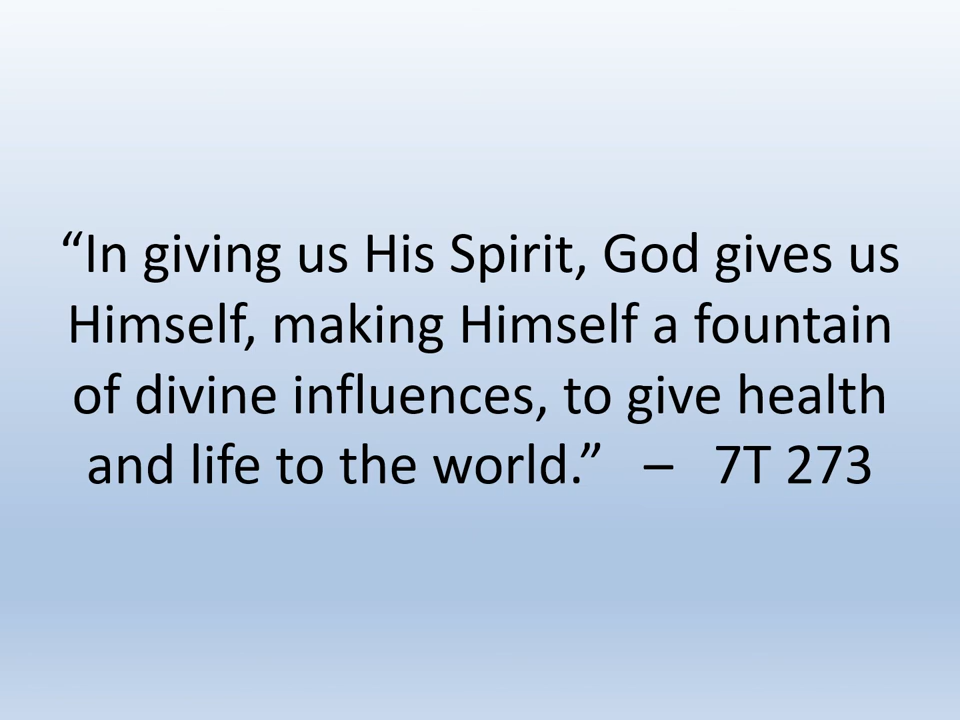 “In giving us His Spirit, God gives us
Himself, making Himself a fountain
of divine influences, to give health
and life to the world.” – 7T 273